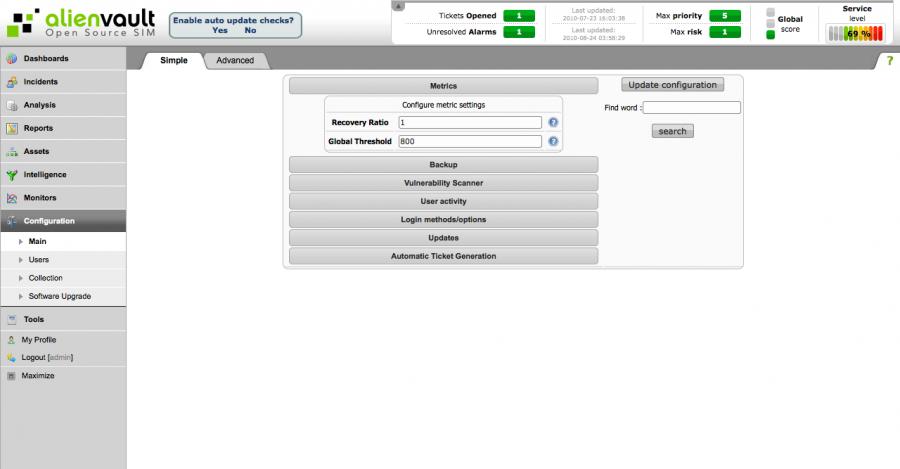 alienvault
Open Source SIM
Enable auto update checks?
Yes No
Tickets Opened 1
Unresolved Alarms 1
Last updated:
2010-07-23 16:03:38
Last updated:
2010-08-24 03:58:29
Max priority 5
Max risk 1
Global
score
Service
level
69 %
Simple
Advanced
?
Dashboards
Incidents
Analysis
Reports
Assets
Intelligence
Monitors
Configuration
Main
Users
Collection
Software Upgrade
Tools
My Profile
Logout [admin]
Maximize
Metrics
Configure metric settings
Recovery Ratio 1 ?
Global Threshold 800 ?
Backup
Vulnerability Scanner
User activity
Login methods/options
Updates
Automatic Ticket Generation
Update configuration
Find word :
search